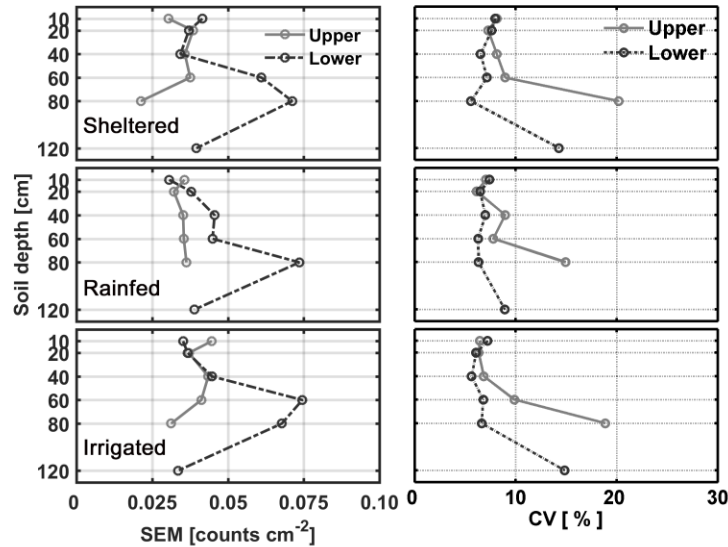 10
20
40
60
80
120
Sheltered
Upper
Lower
Upper
Lower
Soil depth [cm]
10
20
40
60
80
120
Rainfed
10
20
40
60
80
120
Irrigated
0 0.025 0.05 0.075 0.10
SEM [counts cm⁻²]
0 10 20 30
CV [ % ]